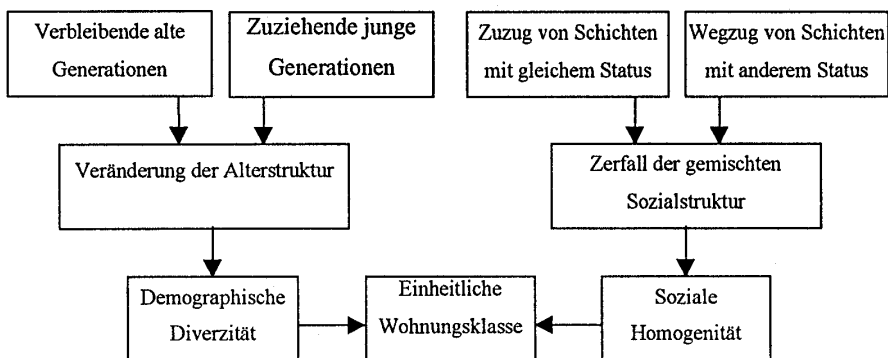 Verbleibende alte
Generationen
Zuziehende junge
Generationen
Zuzug von Schichten
mit gleichem Status
Wegzug von Schichten
mit anderem Status
Veränderung der Alterstruktur
Zerfall der gemischten
Sozialstruktur
Demographische
Diverzität
Einheitliche
Wohnungsklasse
Soziale
Homogenität